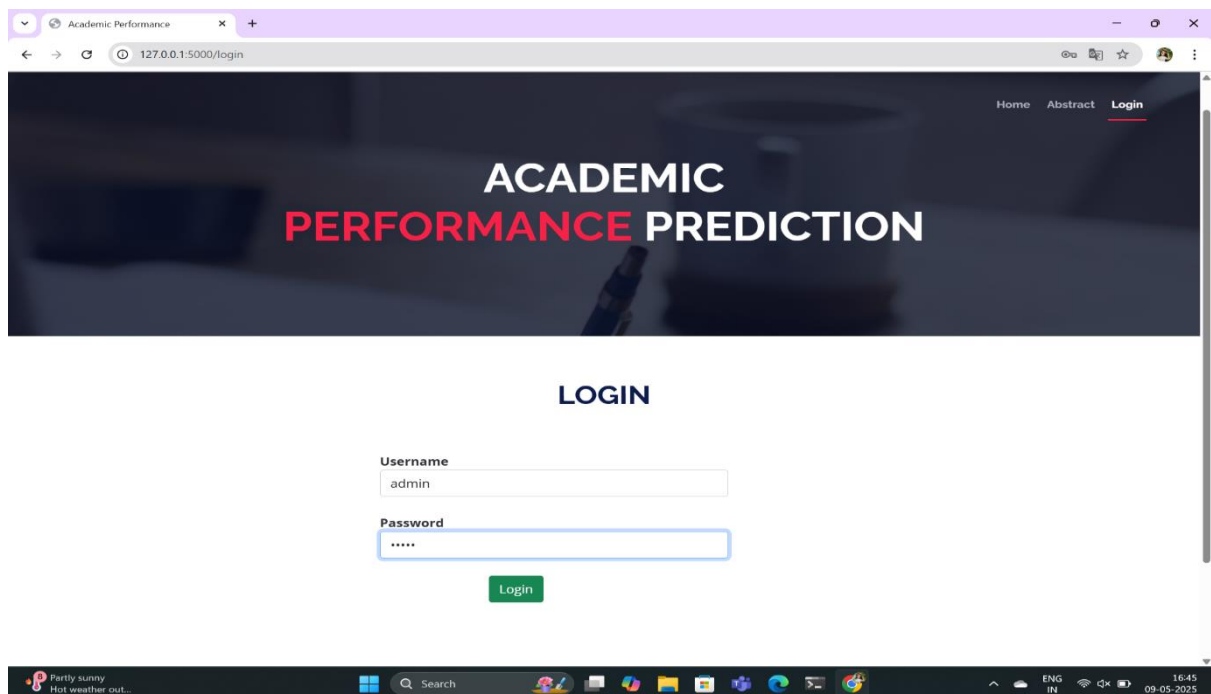 Academic Performance
127.0.0.1:5000/login
Home Abstract Login
ACADEMIC
PERFORMANCE PREDICTION
LOGIN
Username
admin
Password
•••••
Login
Partly sunny
Hot weather out...
Search
ENG
IN
16:45
09-05-2025